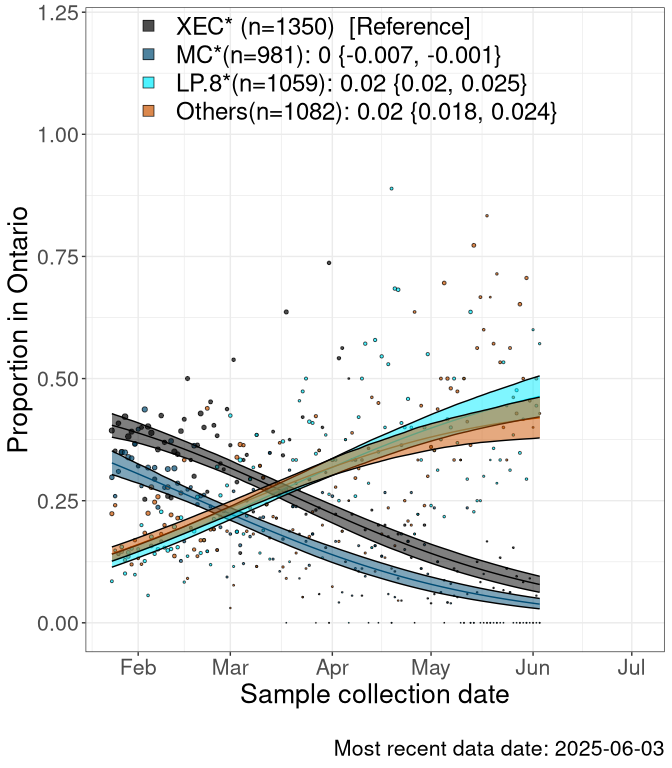 XEC* (n=1350)  [Reference]
MC*(n=981): 0 {-0.007, -0.001}
LP.8*(n=1059): 0.02 {0.02, 0.025}
Others(n=1082): 0.02 {0.018, 0.024}
1.25
1.00
0.75
0.50
0.25
0.00
Proportion in Ontario
Feb Mar Apr May Jun Jul
Sample collection date
Most recent data date: 2025-06-03